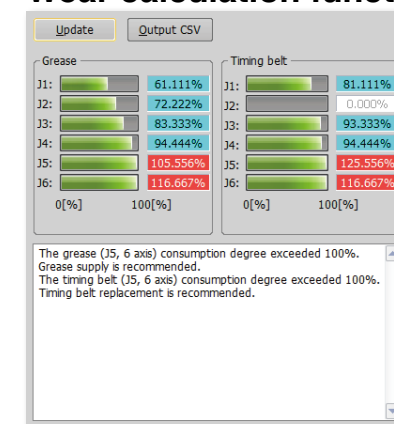 Update Output CSV
Grease Timing belt
J1: 61.111% J1: 81.111%
J2: 72.222% J2: 0.000%
J3: 83.333% J3: 93.333%
J4: 94.444% J4: 94.444%
J5: 105.556% J5: 125.556%
J6: 116.667% J6: 116.667%
0[%] 100[%] 0[%] 100[%]
The grease (J5, 6 axis) consumption degree exceeded 100%.
Grease supply is recommended.
The timing belt (J5, 6 axis) consumption degree exceeded 100%.
Timing belt replacement is recommended.